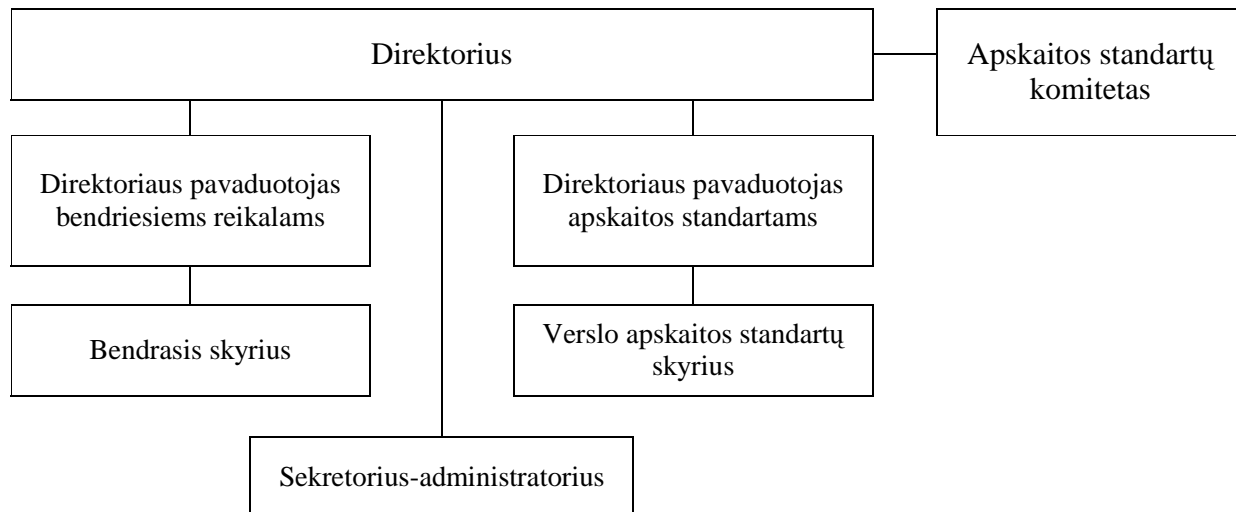 Direktorius
Apskaitos standartų
komitetas
Direktoriaus pavaduotojas
bendriesiems reikalams
Direktoriaus pavaduotojas
apskaitos standartams
Bendrasis skyrius
Verslo apskaitos standartų
skyrius
Sekretorius-administratorius